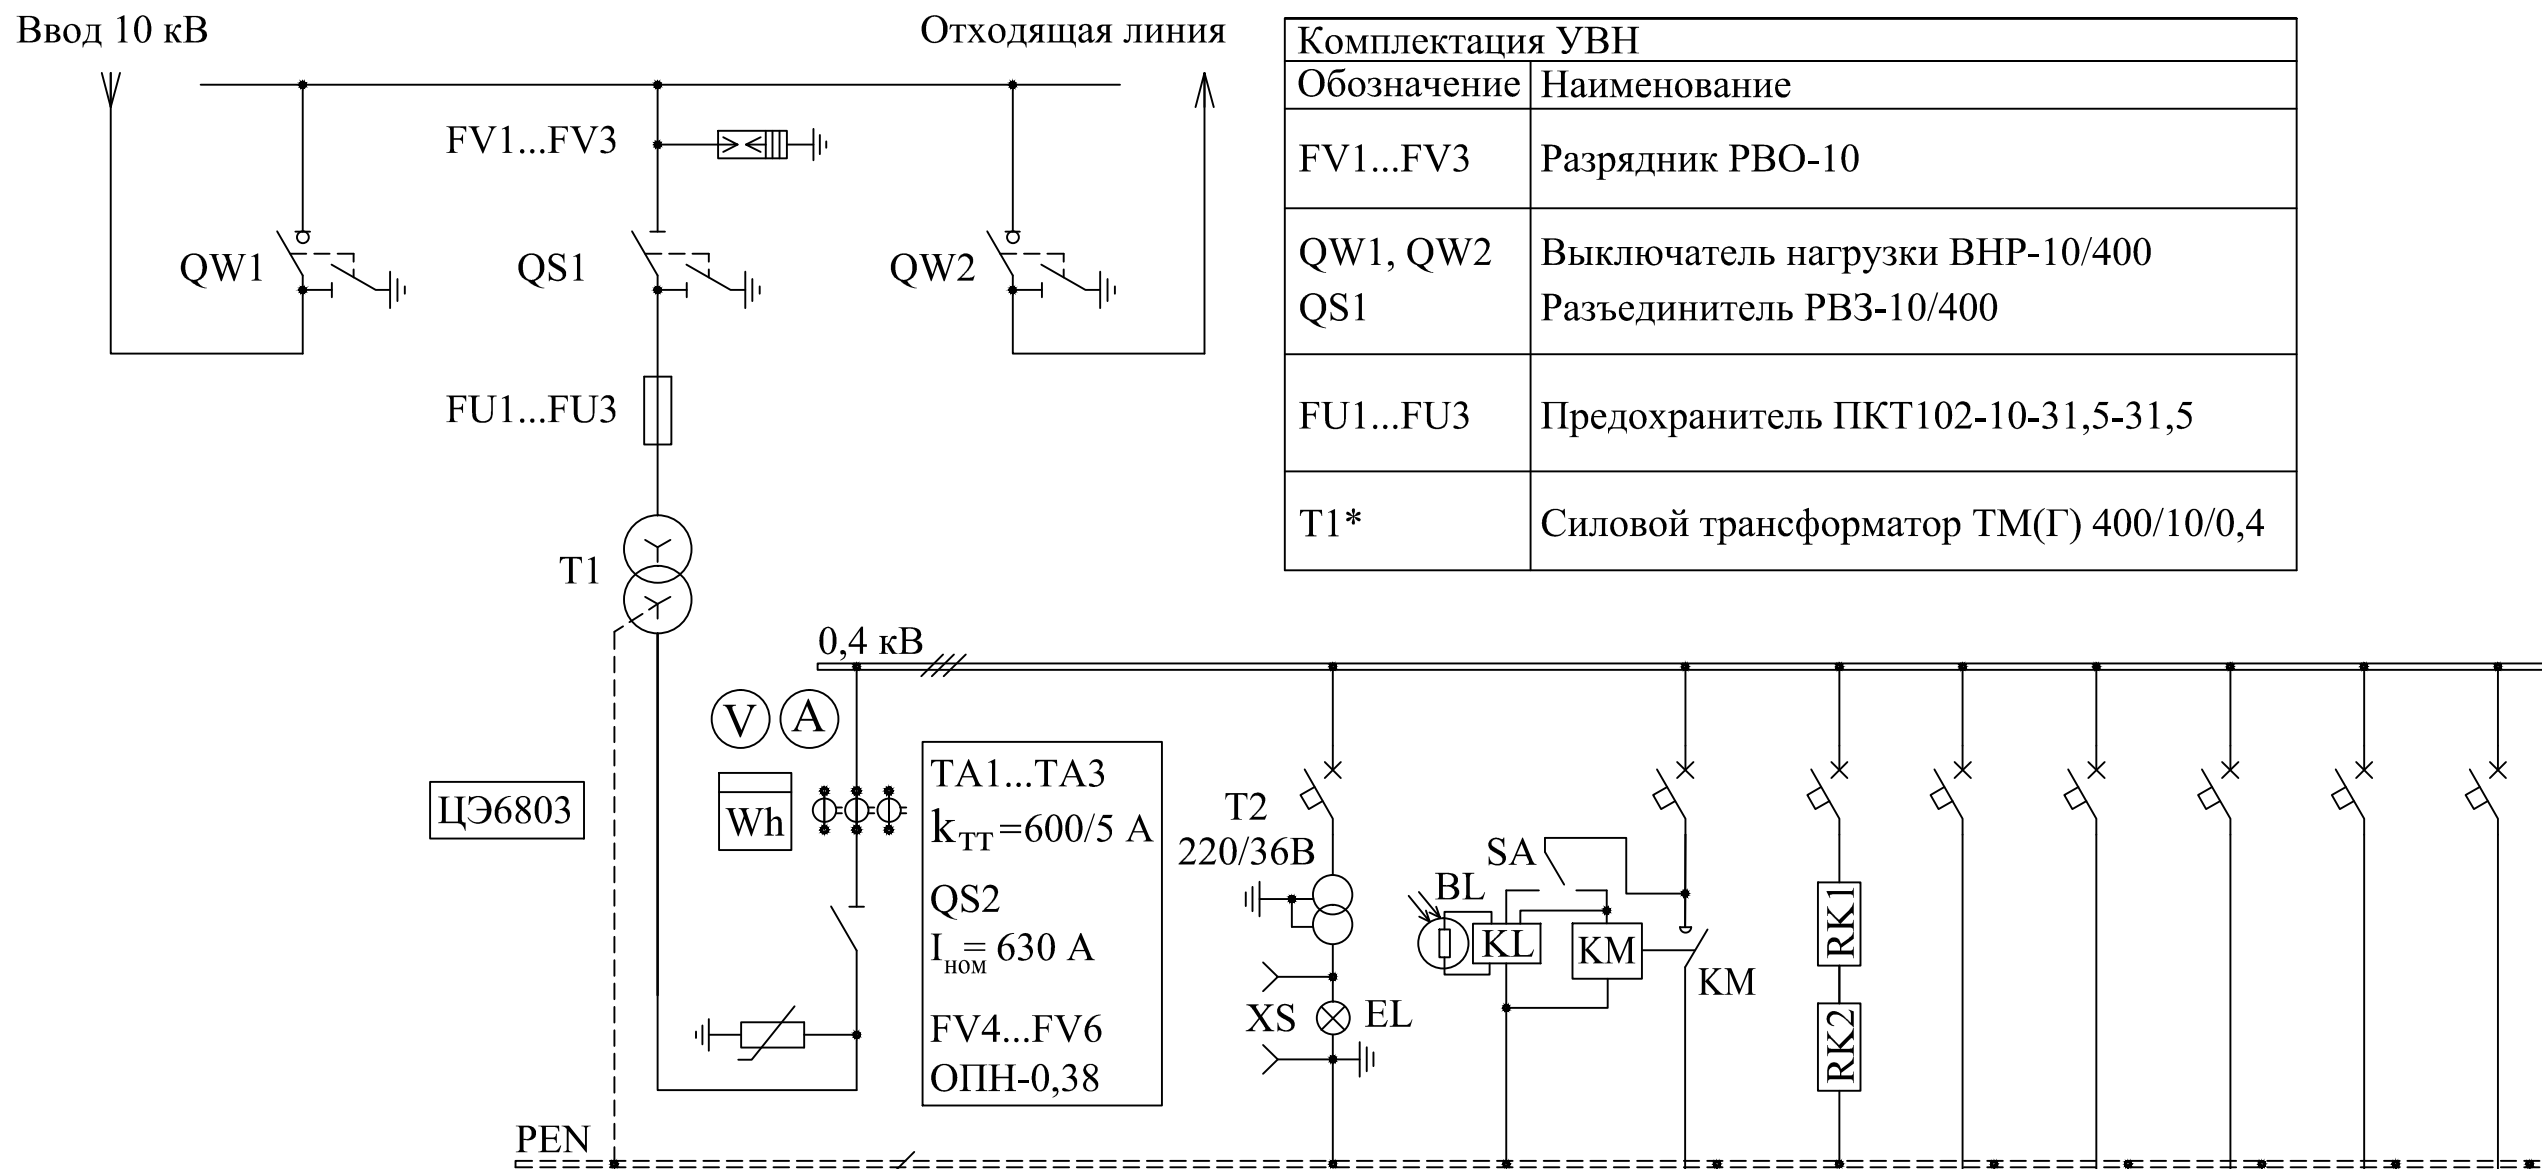 Ввод 10 кВ
Отходящая линия
FV1...FV3
QW1
QS1
QW2
FU1...FU3
T1
Комплектация УВН
Обозначение Наименование
FV1...FV3 Разрядник РВО-10
QW1, QW2 Выключатель нагрузки ВНР-10/400
QS1 Разъединитель РВЗ-10/400
FU1...FU3 Предохранитель ПКТ102-10-31,5-31,5
T1* Силовой трансформатор ТМ(Г) 400/10/0,4
0,4 кВ
V A
Wh
ЦЭ6803
TA1...TA3
kТТ =600/5 А
QS2
Iном= 630 А
FV4...FV6
ОПН-0,38
T2
220/36В
XS
EL
SA
BL
KL
KM
KM
RK1
RK2
PEN